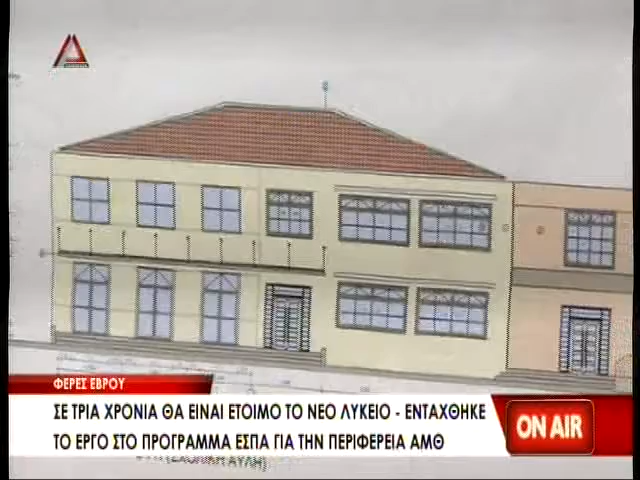 ΦΕΡΕΣ ΕΒΡΟΥ
ΣΕ ΤΡΙΑ ΧΡΟΝΙΑ ΘΑ ΕΙΝΑΙ ΕΤΟΙΜΟ ΤΟ ΝΕΟ ΛΥΚΕΙΟ - ΕΝΤΑΧΘΗΚΕ
ΤΟ ΕΡΓΟ ΣΤΟ ΠΡΟΓΡΑΜΜΑ ΕΣΠΑ ΓΙΑ ΤΗΝ ΠΕΡΙΦΕΡΕΙΑ ΑΜΘ
ON AIR